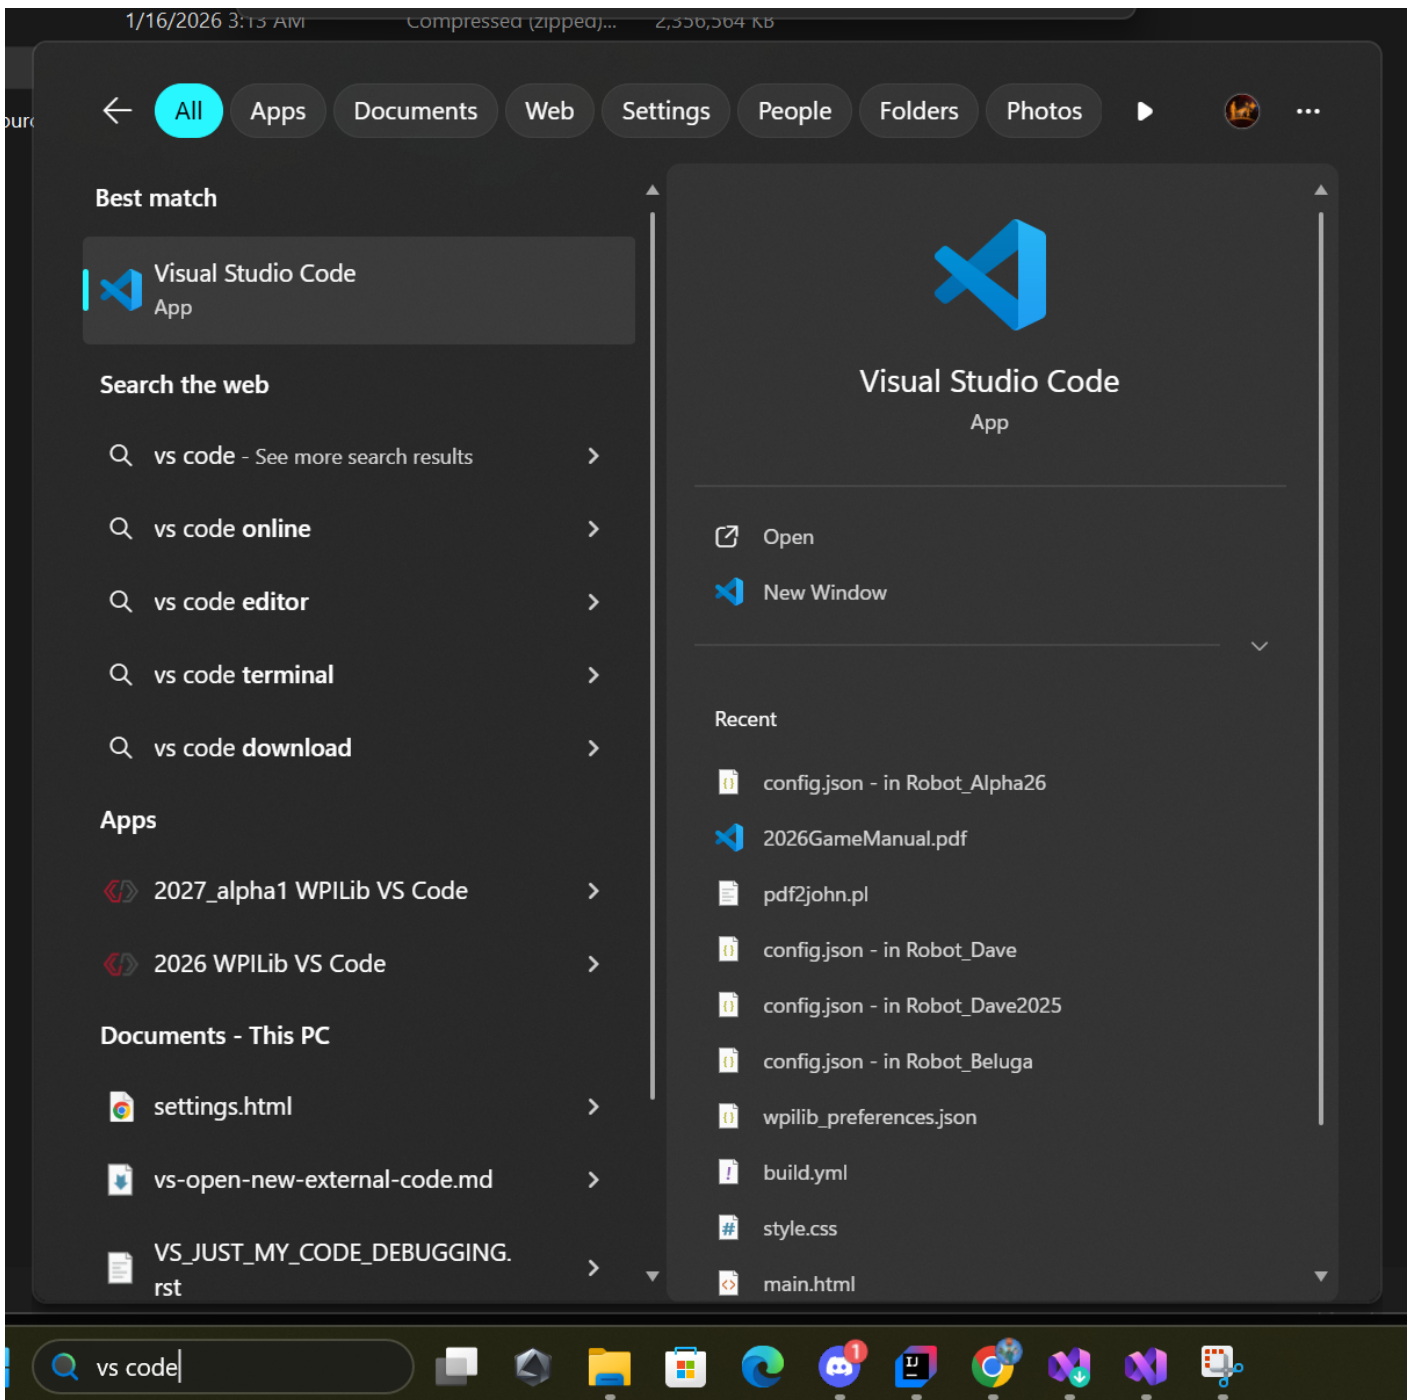 1/16/2026 3:13 AM Compressed (zipped)... 2,356,564 KB
All Apps Documents Web Settings People Folders Photos
Best match
Visual Studio Code
App
Search the web
vs code - See more search results
vs code online
vs code editor
vs code terminal
vs code download
Apps
2027_alpha1 WPILib VS Code
2026 WPILib VS Code
Documents - This PC
settings.html
vs-open-new-external-code.md
VS_JUST_MY_CODE_DEBUGGING.
rst
Visual Studio Code
App
Open
New Window
Recent
config.json - in Robot_Alpha26
2026GameManual.pdf
pdf2john.pl
config.json - in Robot_Dave
config.json - in Robot_Dave2025
config.json - in Robot_Beluga
wpilib_preferences.json
build.yml
style.css
main.html
vs code
1
IJ